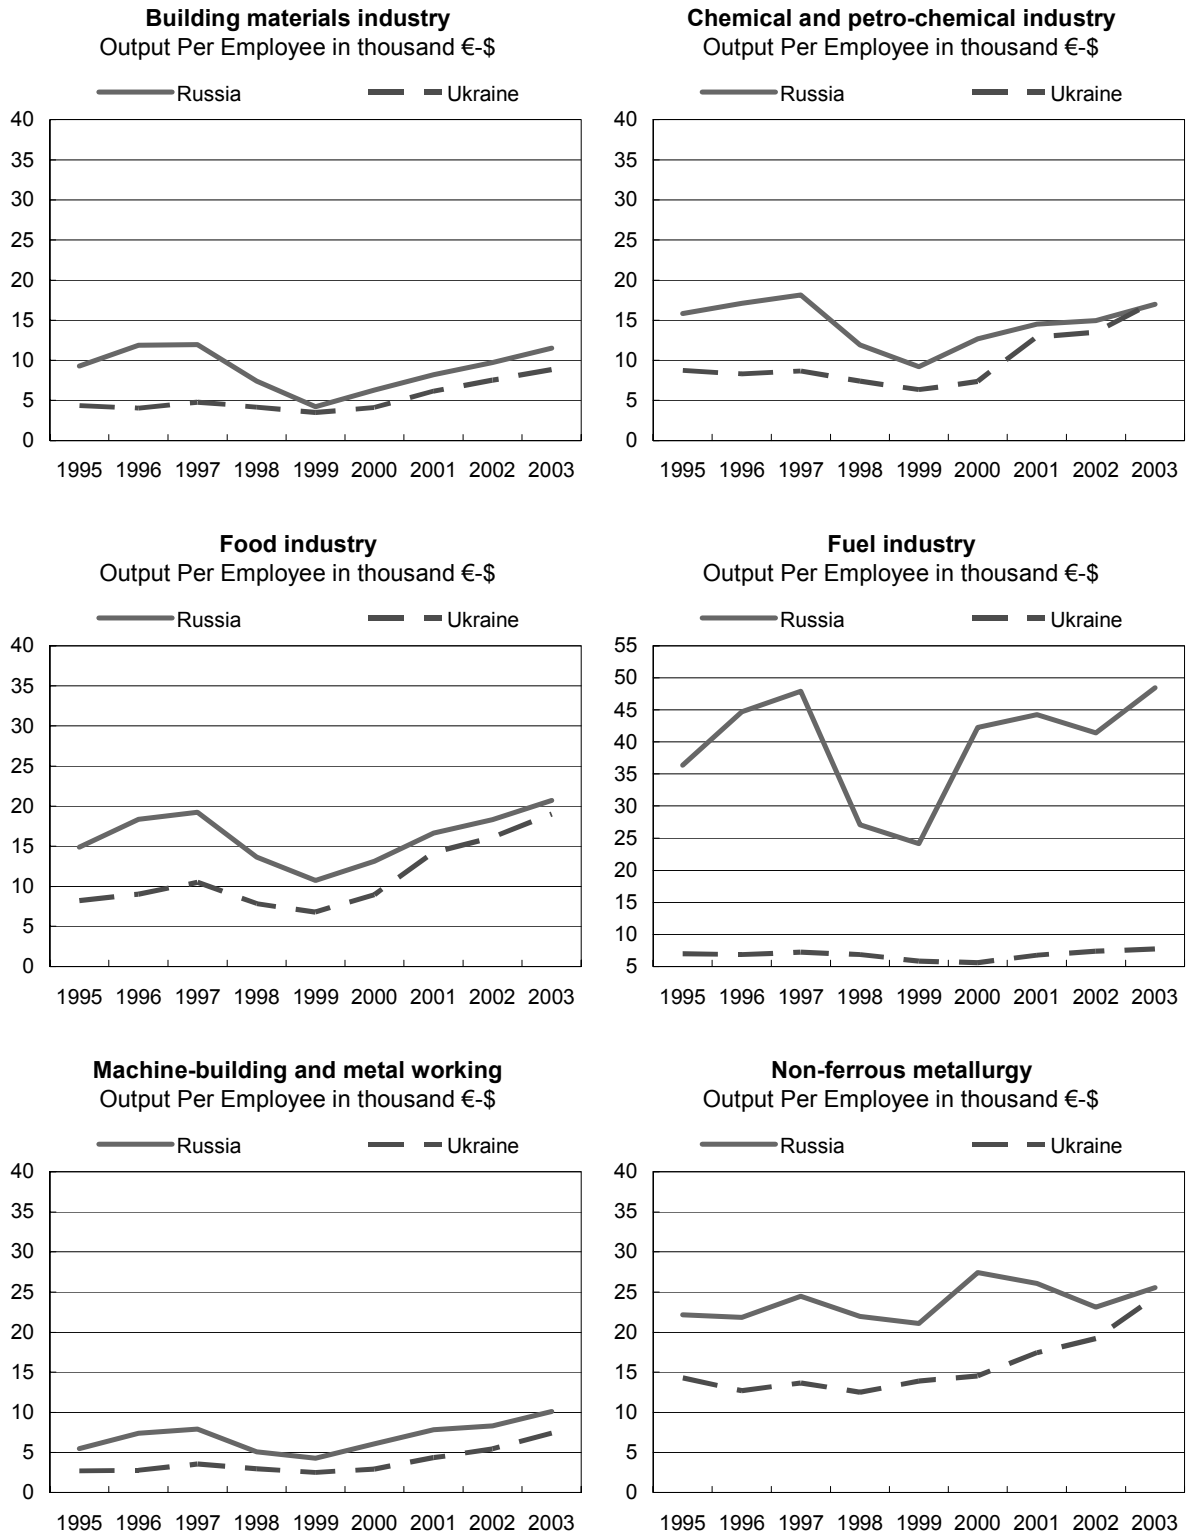 Building materials industry
Output Per Employee in thousand €-$
Russia Ukraine
40
35
30
25
20
15
10
5
0
1995 1996 1997 1998 1999 2000 2001 2002 2003
Chemical and petro-chemical industry
Output Per Employee in thousand €-$
Russia Ukraine
40
35
30
25
20
15
10
5
0
1995 1996 1997 1998 1999 2000 2001 2002 2003
Food industry
Output Per Employee in thousand €-$
Russia Ukraine
40
35
30
25
20
15
10
5
0
1995 1996 1997 1998 1999 2000 2001 2002 2003
Fuel industry
Output Per Employee in thousand €-$
Russia Ukraine
55
50
45
40
35
30
25
20
15
10
5
1995 1996 1997 1998 1999 2000 2001 2002 2003
Machine-building and metal working
Output Per Employee in thousand €-$
Russia Ukraine
40
35
30
25
20
15
10
5
0
1995 1996 1997 1998 1999 2000 2001 2002 2003
Non-ferrous metallurgy
Output Per Employee in thousand €-$
Russia Ukraine
40
35
30
25
20
15
10
5
0
1995 1996 1997 1998 1999 2000 2001 2002 2003